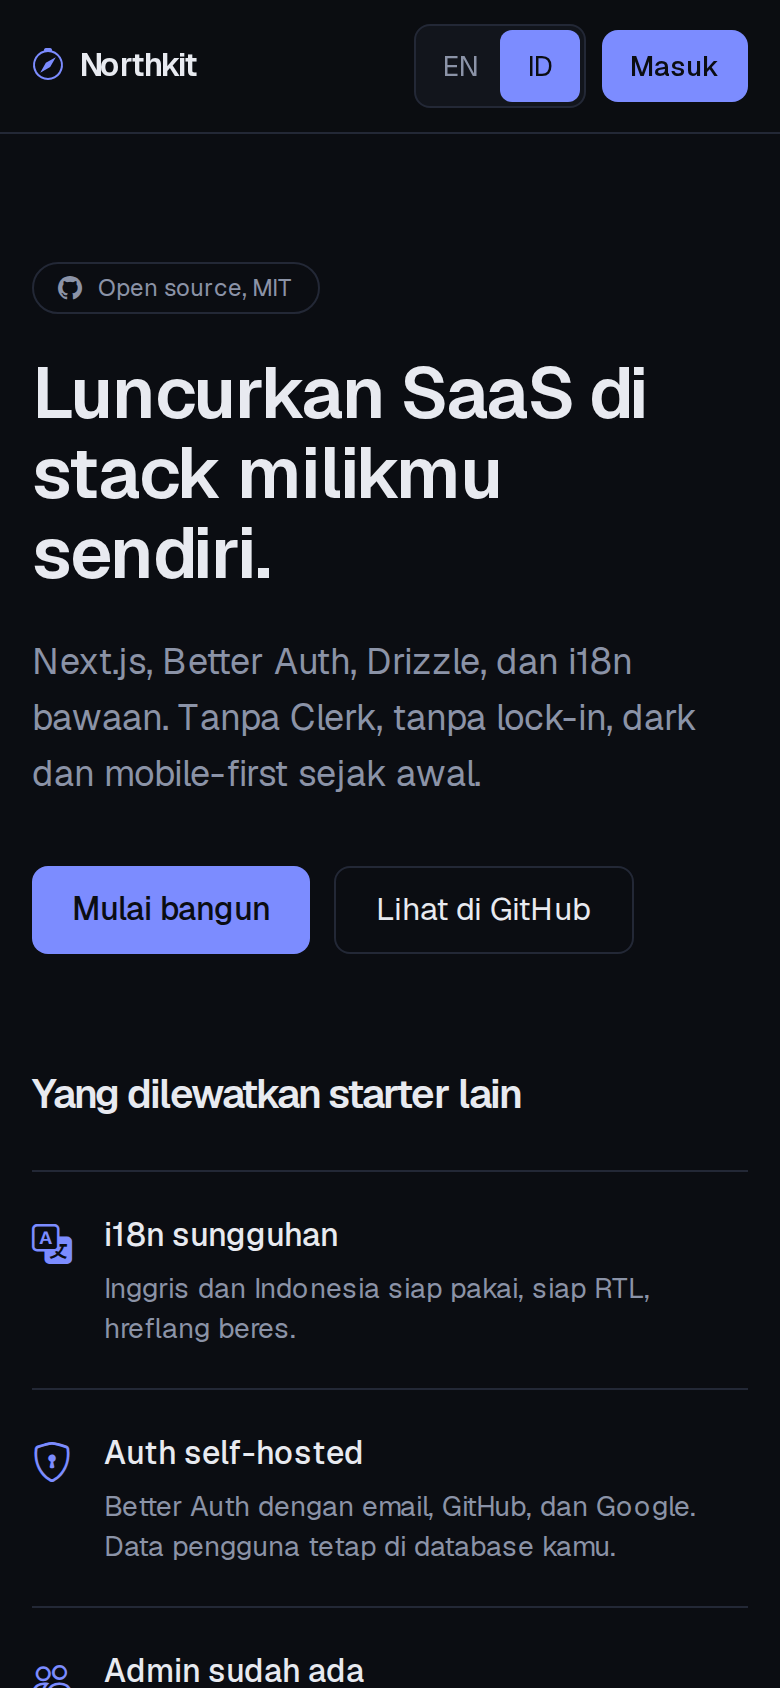 Northkit
EN
ID
Masuk
Open source, MIT
Luncurkan SaaS di
stack milikmu
sendiri.
Next.js, Better Auth, Drizzle, dan i18n
bawaan. Tanpa Clerk, tanpa lock-in, dark
dan mobile-first sejak awal.
Mulai bangun
Lihat di GitHub
Yang dilewatkan starter lain
A
文
i18n sungguhan
Inggris dan Indonesia siap pakai, siap RTL,
hreflang beres.
Auth self-hosted
Better Auth dengan email, GitHub, dan Google.
Data pengguna tetap di database kamu.
Admin sudah ada